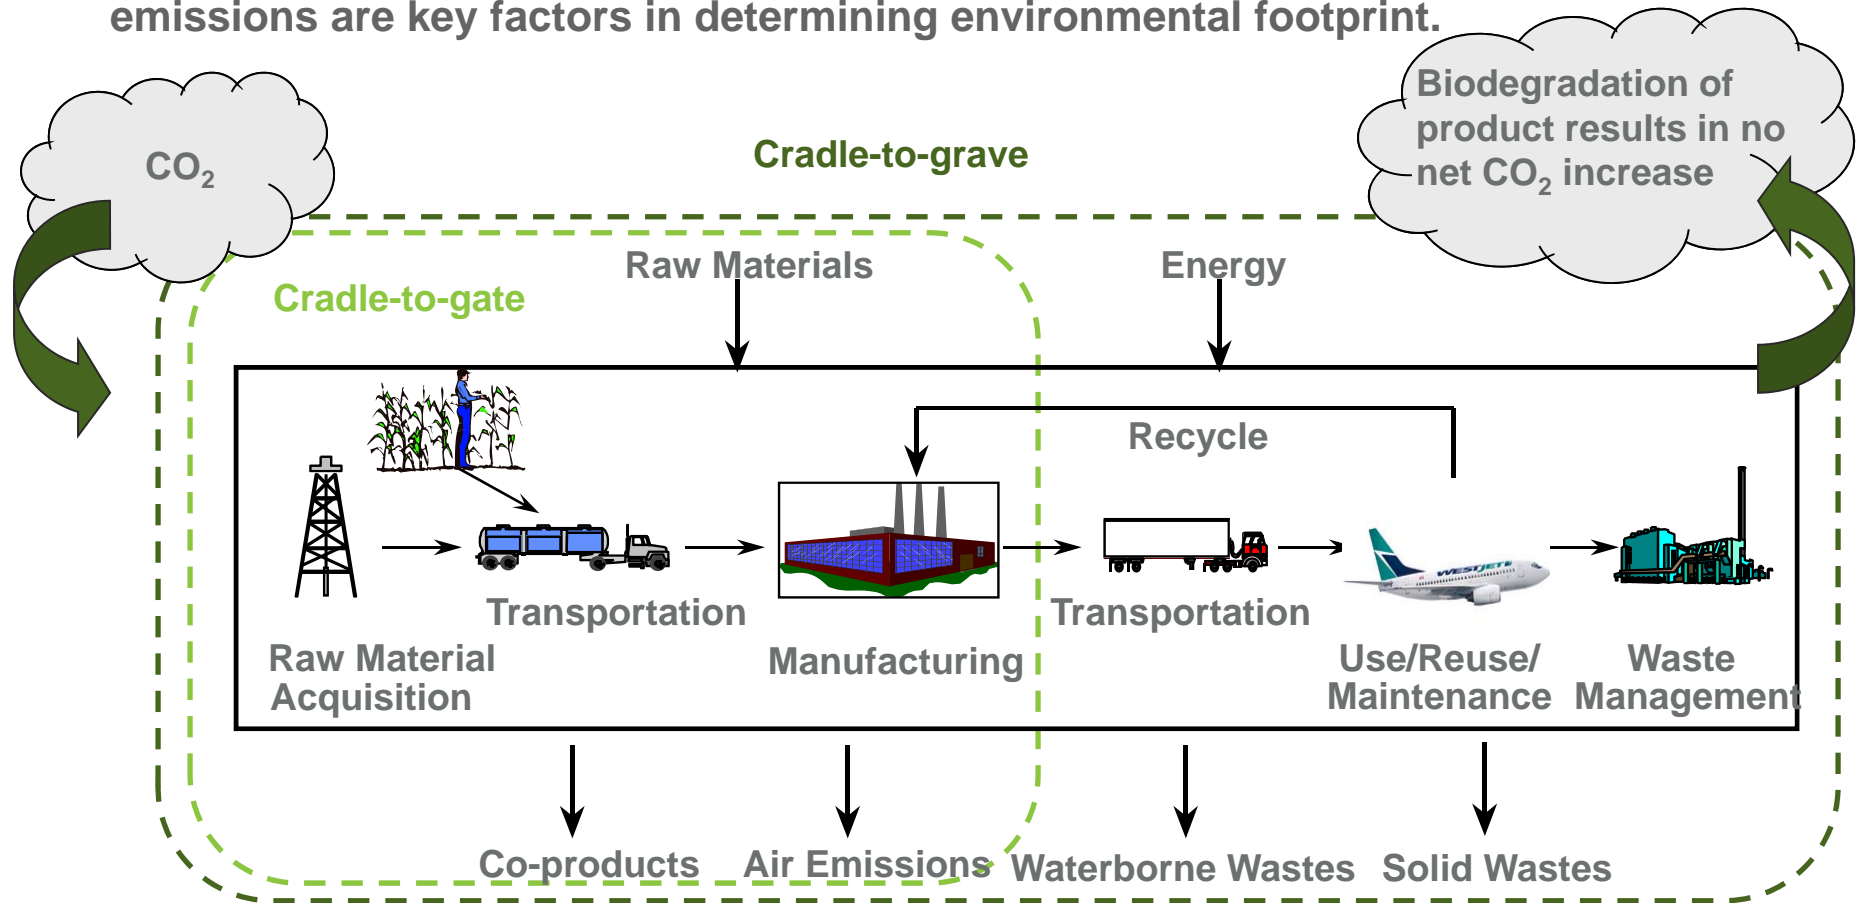 emissions are key factors in determining environmental footprint.
CO₂
Biodegradation of
product results in no
net CO₂ increase
Cradle-to-grave
Raw Materials
Energy
Cradle-to-gate
Recycle
WESTJET
Transportation
Transportation
Raw Material
Acquisition
Manufacturing
Use/Reuse/
Maintenance
Waste
Management
Co-products
Air Emissions
Waterborne Wastes
Solid Wastes